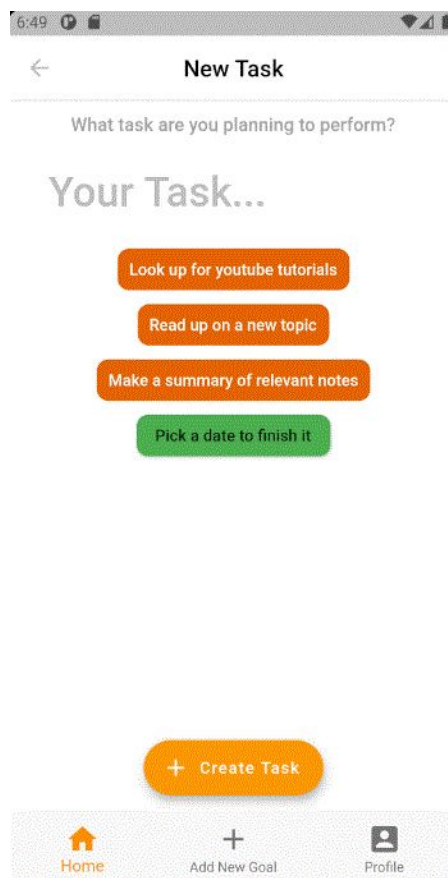 6:49
New Task
What task are you planning to perform?
Your Task...
Look up for youtube tutorials
Read up on a new topic
Make a summary of relevant notes
Pick a date to finish it
+ Create Task
Home
Add New Goal
Profile